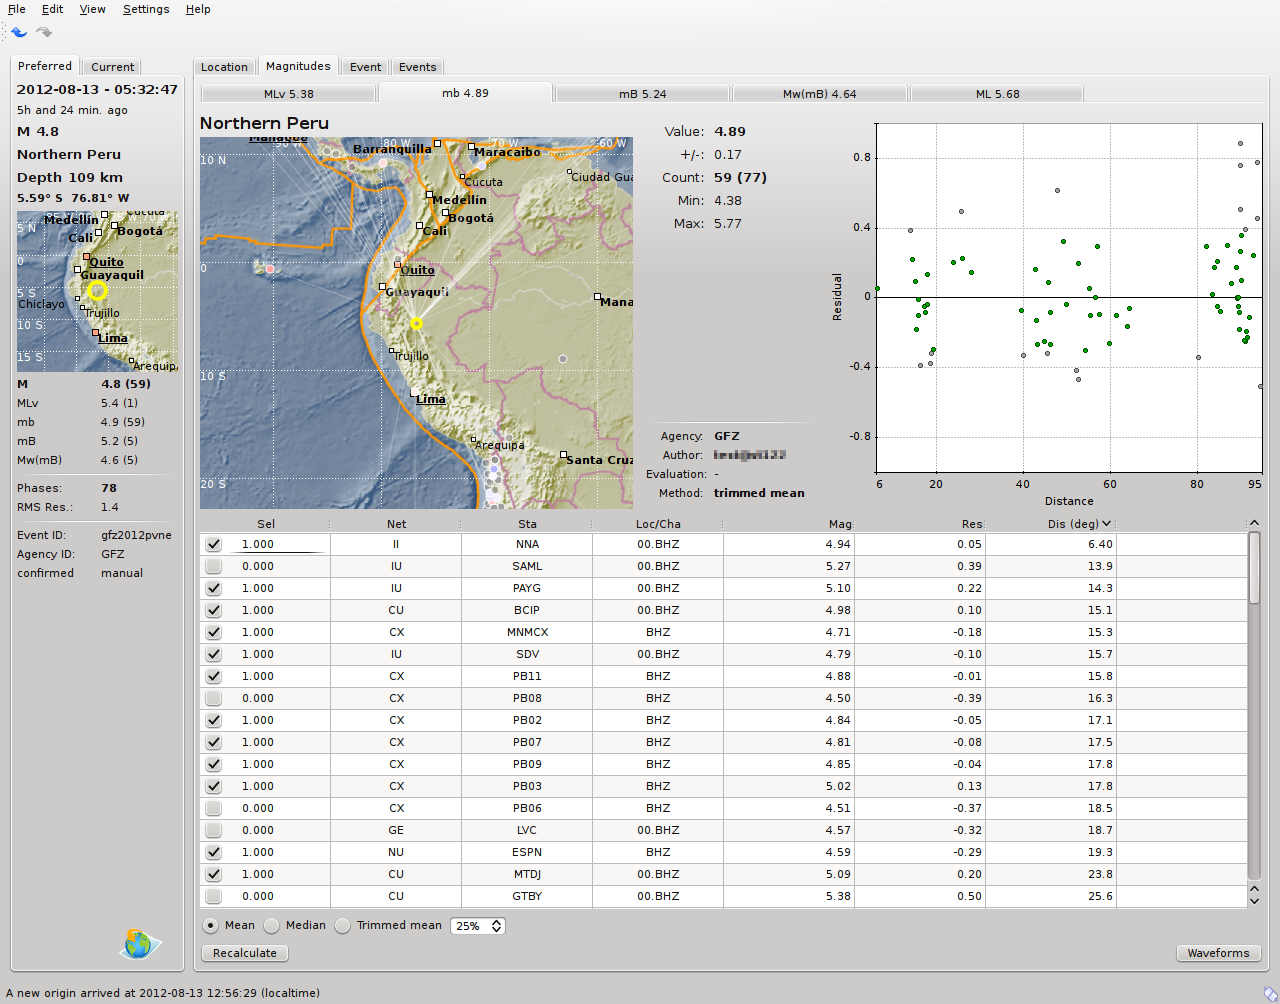 File Edit View Settings Help
Preferred Current
2012-08-13 - 05:32:47
5h and 24 min. ago
M 4.8
Northern Peru
Depth 109 km
5.59° S 76.81° W
Medellín
Bogotá
Cali
5 N
0
Quito
Guayaquil
5 S
Chiclayo
Trujillo
10 S
Lima
15 S
M 4.8 (59)
MLv 5.4 (1)
mb 4.9 (59)
mB 5.2 (5)
Mw(mB) 4.6 (5)
Phases: 78
RMS Res.: 1.4
Event ID: gfz2012pvne
Agency ID: GFZ
confirmed manual
Location Magnitudes Event Events
MLv 5.38 mb 4.89 mB 5.24 Mw(mB) 4.64 ML 5.68
Northern Peru
80 W 70 W 60 W
10 N
Barranquilla
Maracaibo
Cúcuta
Medellín
Bogotá
Cali
0
Quito
Guayaquil
Trujillo
10 S
Lima
Arequipa
Santa Cruz
20 S
Value: 4.89
+/-: 0.17
Count: 59 (77)
Min: 4.38
Max: 5.77
Agency: GFZ
Author:
Evaluation: -
Method: trimmed mean
0.8
0.4
0
-0.4
-0.8
Residual
6 20 40 60 80 95
Distance
Sel Net Sta Loc/Cha Mag Res Dis (deg)
1.000 II NNA 00.BHZ 4.94 0.05 6.40
0.000 IU SAML 00.BHZ 5.27 0.39 13.9
1.000 IU PAYG 00.BHZ 5.10 0.22 14.3
1.000 CU BCIP 00.BHZ 4.98 0.10 15.1
1.000 CX MNMCX BHZ 4.71 -0.18 15.3
1.000 IU SDV 00.BHZ 4.79 -0.10 15.7
1.000 CX PB11 BHZ 4.88 -0.01 15.8
0.000 CX PB08 BHZ 4.50 -0.39 16.3
1.000 CX PB02 BHZ 4.84 -0.05 17.1
1.000 CX PB07 BHZ 4.81 -0.08 17.5
1.000 CX PB09 BHZ 4.85 -0.04 17.8
1.000 CX PB03 BHZ 5.02 0.13 17.8
0.000 CX PB06 BHZ 4.51 -0.37 18.5
0.000 GE LVC 00.BHZ 4.57 -0.32 18.7
1.000 NU ESPN BHZ 4.59 -0.29 19.3
1.000 CU MTDJ 00.BHZ 5.09 0.20 23.8
0.000 CU GTBY 00.BHZ 5.38 0.50 25.6
Mean Median Trimmed mean 25%
Recalculate Waveforms
A new origin arrived at 2012-08-13 12:56:29 (localtime)